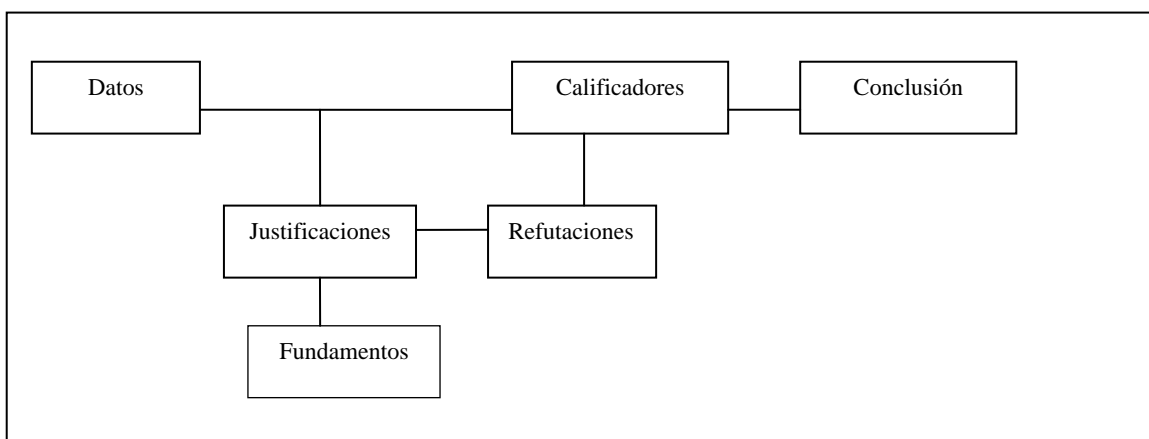 Datos
Calificadores
Conclusión
Justificaciones
Refutaciones
Fundamentos